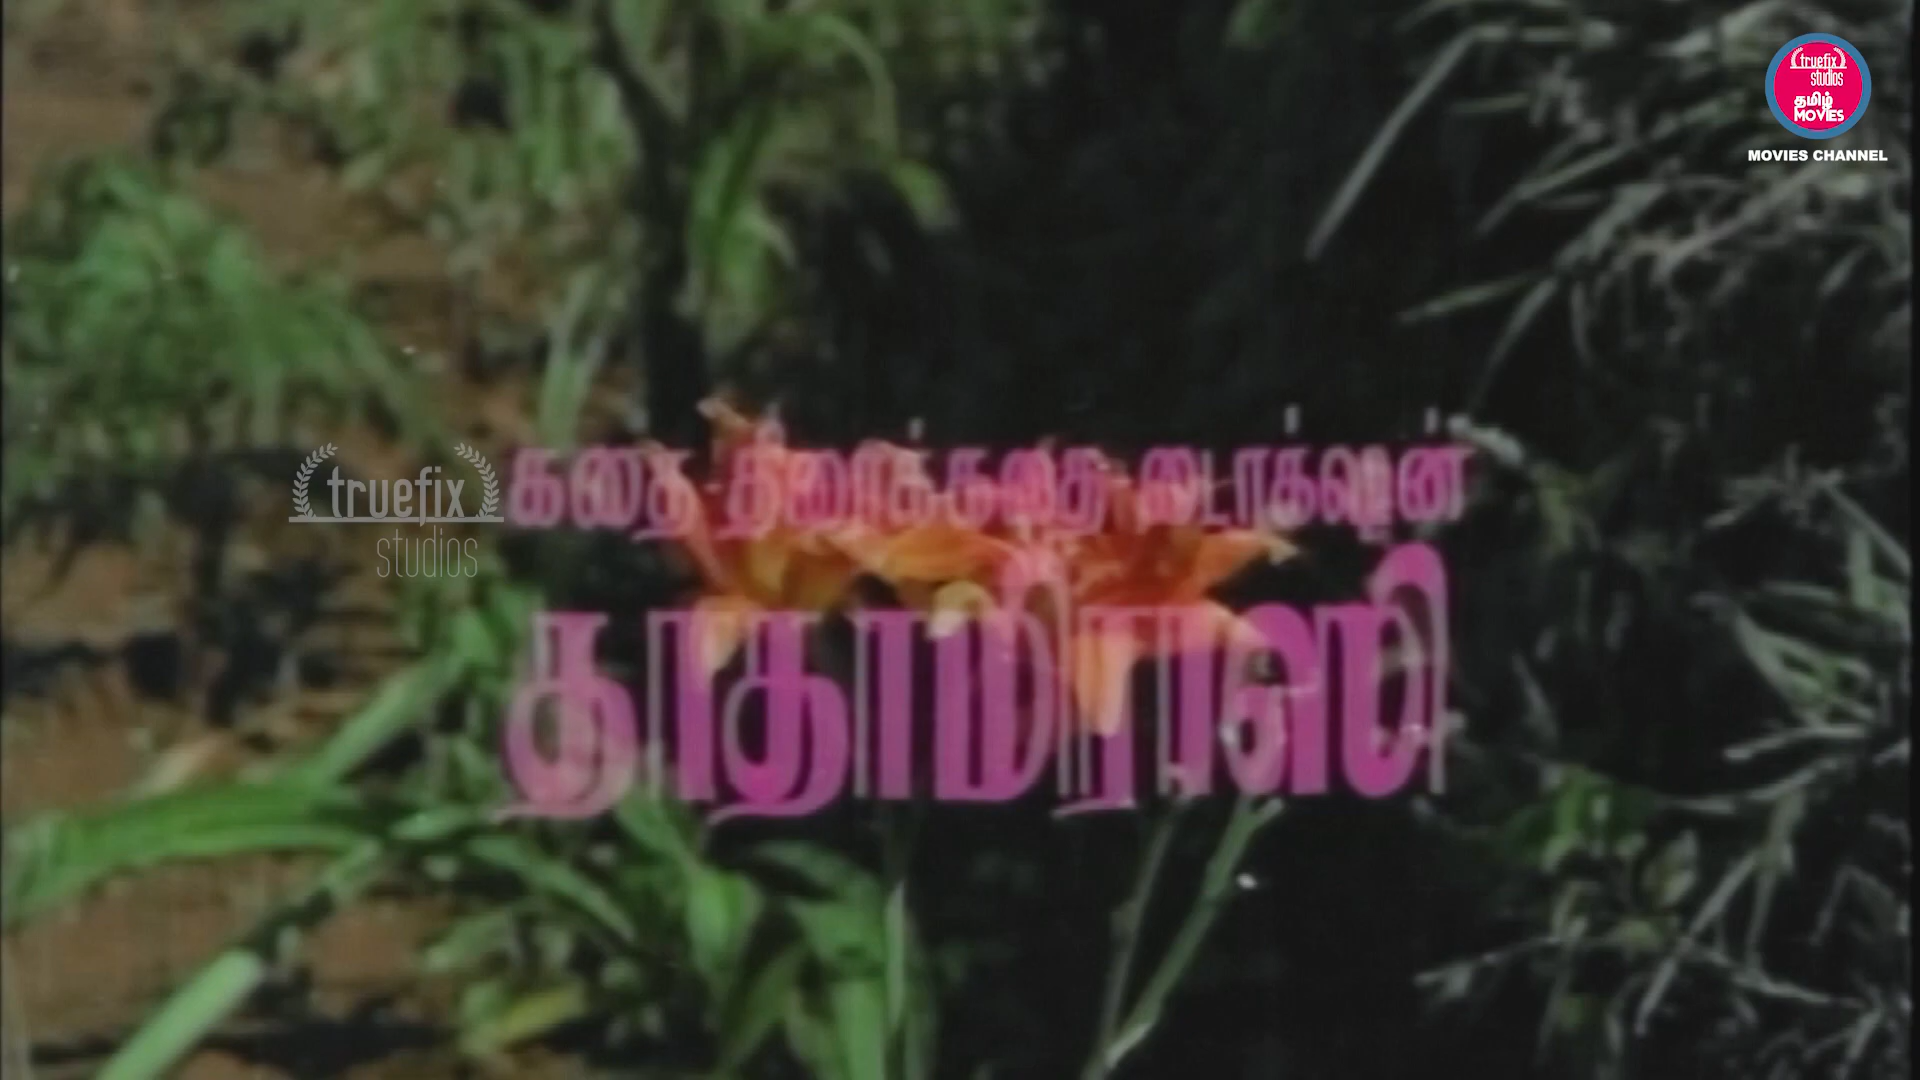 truefix
studios
தமிழ்
MOVIES
MOVIES CHANNEL
கதை திரைக்கதை டைரக்ஷன்
truefix
studios
தாதாமிராஸி